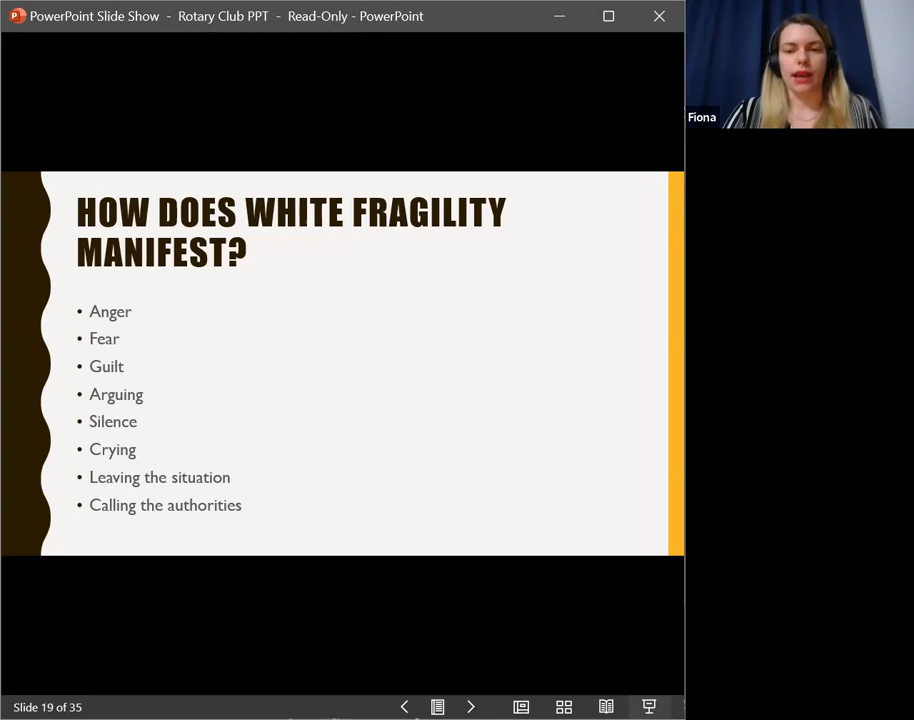 PowerPoint Slide Show - Rotary Club PPT - Read-Only - PowerPoint
Fiona
HOW DOES WHITE FRAGILITY
MANIFEST?
• Anger
• Fear
• Guilt
• Arguing
• Silence
• Crying
• Leaving the situation
• Calling the authorities
Slide 19 of 35